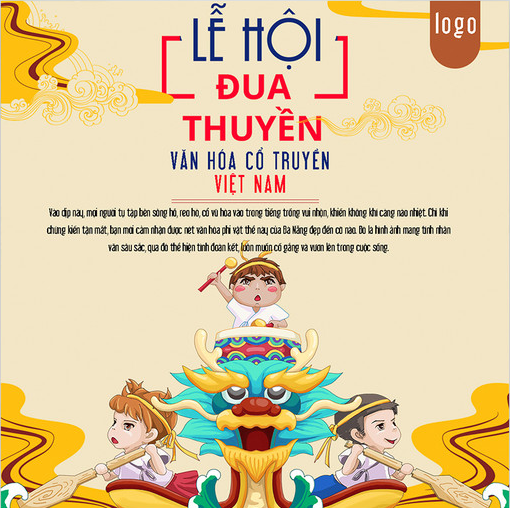 logo
LỄ HỘI
ĐUA
THUYỀN
VĂN HÓA CỔ TRUYỀN
VIỆT NAM
Vào dịp này, mọi người tụ tập bên sông hồ, reo hò, cổ vũ hòa vào trong tiếng trống vui nhộn, khiến không khí càng náo nhiệt. Chỉ khi
chứng kiến tận mắt, bạn mới cảm nhận được nét văn hóa phi vật thể này của Đà Nẵng đẹp đến cỡ nào. Đó là hình ảnh mang tính nhân
văn sâu sắc, qua đó thể hiện tinh đoàn kết, luôn muốn cố gắng và vươn lên trong cuộc sống.